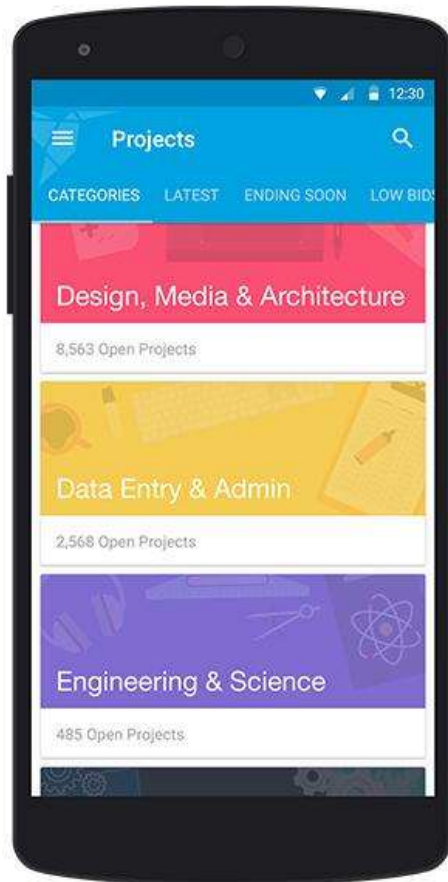 12:30
Projects
CATEGORIES LATEST ENDING SOON LOW BIDS
Design, Media & Architecture
8,563 Open Projects
Data Entry & Admin
2,568 Open Projects
Engineering & Science
485 Open Projects